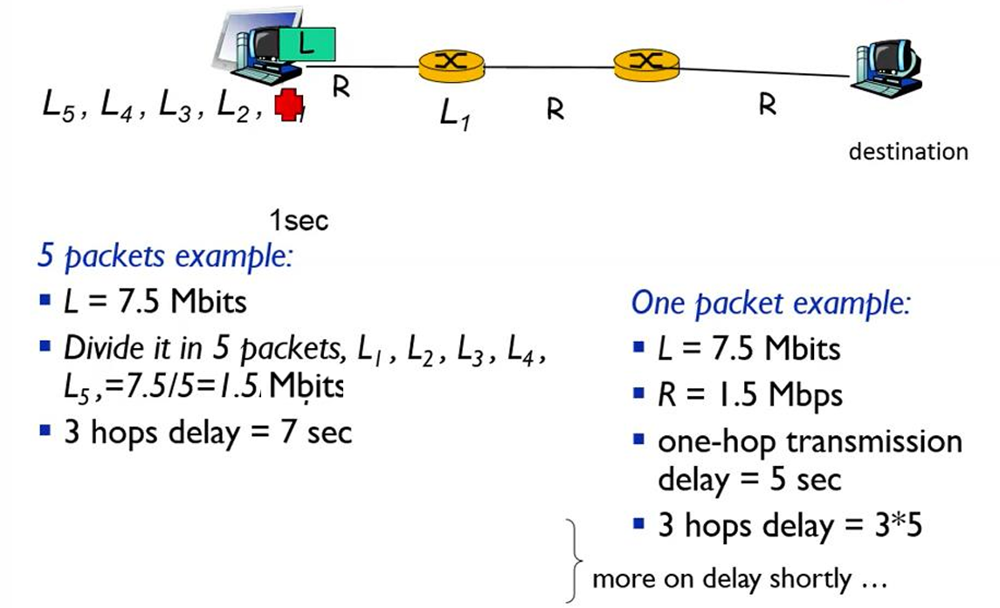 L
R
L5, L4, L3, L2,
L1
R
R
destination
1sec
5 packets example:
L = 7.5 Mbits
Divide it in 5 packets, L1, L2, L3, L4,
L5,=7.5/5=1.5 Mbits
3 hops delay = 7 sec
One packet example:
L = 7.5 Mbits
R = 1.5 Mbps
one-hop transmission
delay = 5 sec
3 hops delay = 3*5
more on delay shortly …